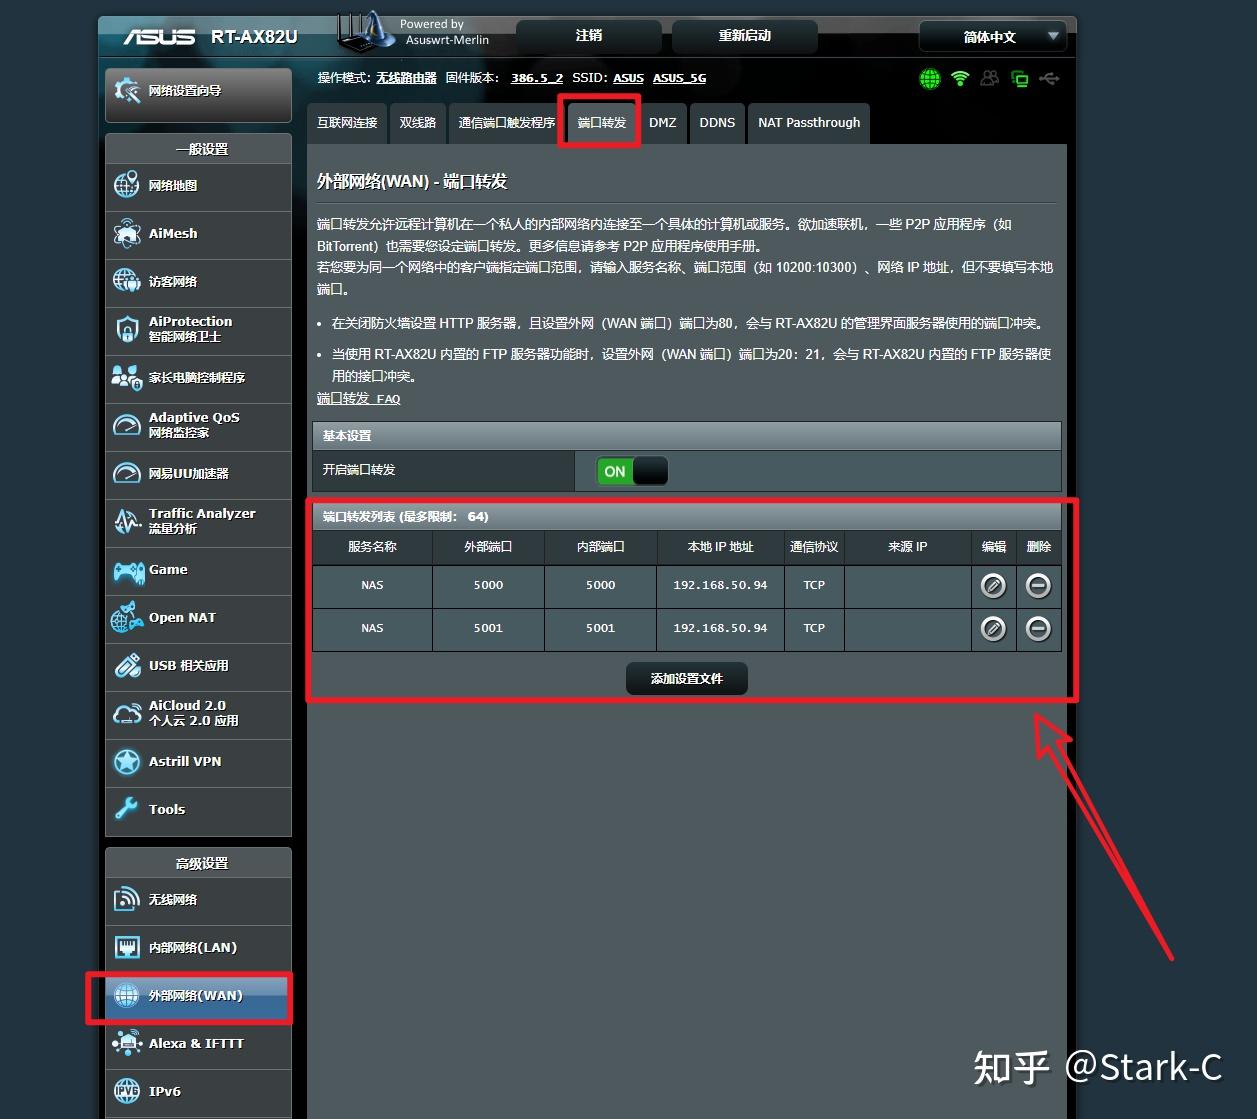 ASUS RT-AX82U
Powered by
Asuswrt-Merlin
注销
重新启动
简体中文
网络设置向导
操作模式: 无线路由器 固件版本: 386.5_2 SSID: ASUS ASUS_5G
互联网连接
双线路
通信端口触发程序
端口转发
DMZ
DDNS
NAT Passthrough
一般设置
网络地图
AiMesh
访客网络
AiProtection
智能网络卫士
家长电脑控制程序
Adaptive QoS
网络监控家
网易UU加速器
Traffic Analyzer
流量分析
Game
Open NAT
USB 相关应用
AiCloud 2.0
个人云 2.0 应用
Astrill VPN
Tools
高级设置
无线网络
内部网络(LAN)
外部网络(WAN)
Alexa & IFTTT
IPv6
外部网络(WAN) - 端口转发
端口转发允许远程计算机在一个私人的内部网络内连接至一个具体的计算机或服务。欲加速联机，一些 P2P 应用程序（如
BitTorrent）也需要您设定端口转发。更多信息请参考 P2P 应用程序使用手册。
若您要为同一个网络中的客户端指定端口范围，请输入服务名称、端口范围（如 10200:10300）、网络 IP 地址，但不要填写本地
端口。
• 在关闭防火墙设置 HTTP 服务器，且设置外网（WAN 端口）端口为80，会与 RT-AX82U 的管理界面服务器使用的端口冲突。
• 当使用 RT-AX82U 内置的 FTP 服务器功能时，设置外网（WAN 端口）端口为20：21，会与 RT-AX82U 内置的 FTP 服务器使
用的接口冲突。
端口转发 FAQ
基本设置
开启端口转发 ON
端口转发列表 (最多限制: 64)
服务名称 外部端口 内部端口 本地 IP 地址 通信协议 来源 IP 编辑 删除
NAS 5000 5000 192.168.50.94 TCP
NAS 5001 5001 192.168.50.94 TCP
添加设置文件
知乎 @Stark-C